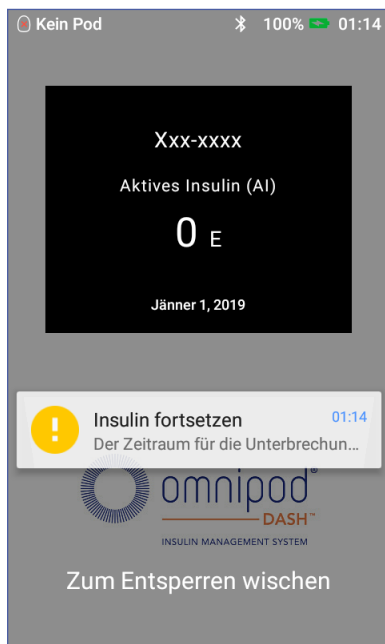 Kein Pod 100% 01:14
Xxx-xxxx
Aktives Insulin (AI)
0 E
Jänner 1, 2019
Insulin fortsetzen 01:14
Der Zeitraum für die Unterbrechun...
omnipod®
DASH™
INSULIN MANAGEMENT SYSTEM
Zum Entsperren wischen